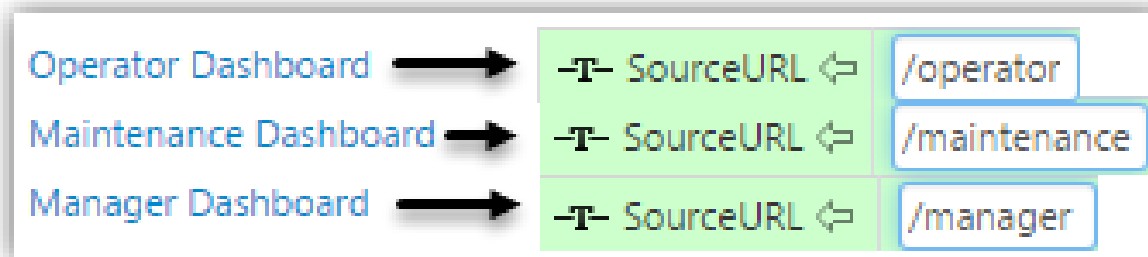 Operator Dashboard -T- SourceURL /operator
Maintenance Dashboard -T- SourceURL /maintenance
Manager Dashboard -T- SourceURL /manager